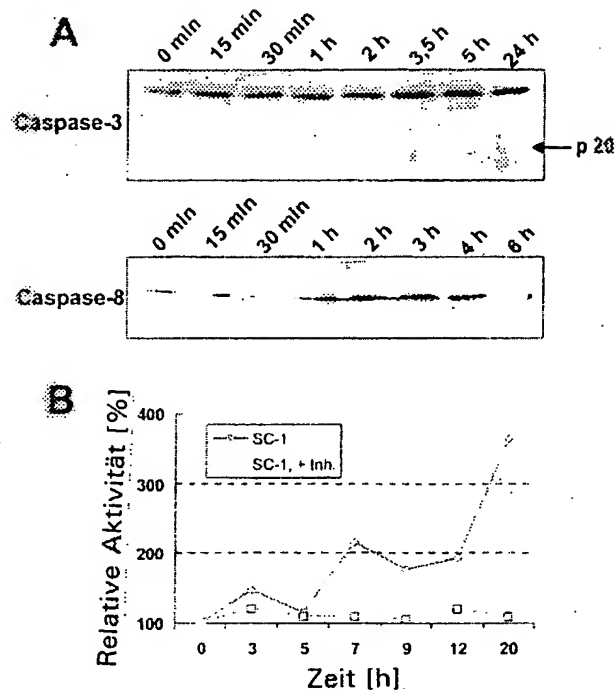 A
0 min 15 min 30 min 1 h 2 h 3,5 h 5 h 24 h
Caspase-3
p 20
0 min 15 min 30 min 1 h 2 h 3 h 4 h 6 h
Caspase-8
B
Relative Aktivität [%]
400
300
200
100
SC-1
SC-1, + Inh.
0 3 5 7 9 12 20
Zeit [h]